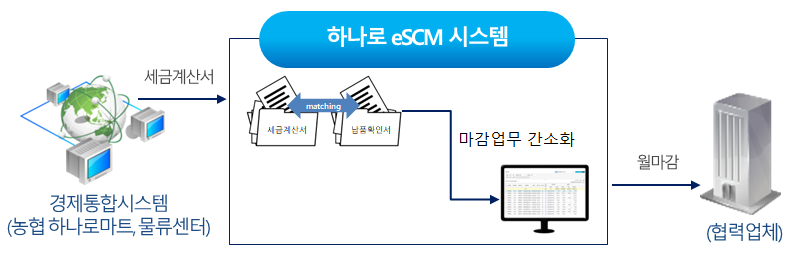 하나로 eSCM 시스템
세금계산서
matching
세금계산서
납품확인서
마감업무 간소화
월마감
경제통합시스템
(농협 하나로마트, 물류센터)
(협력업체)